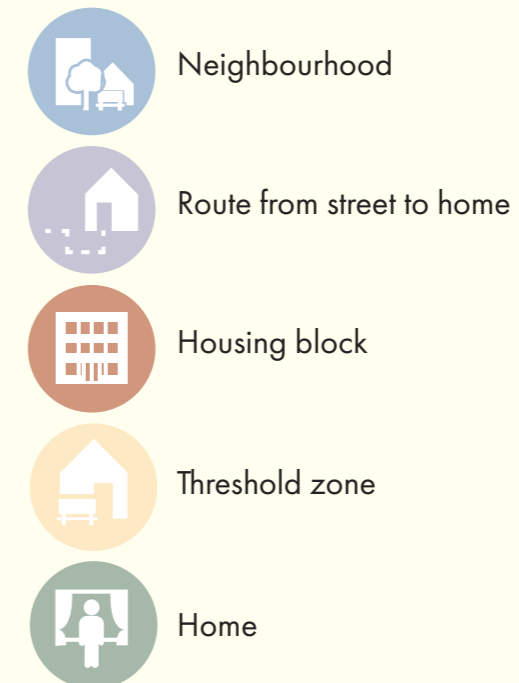 Neighbourhood
Route from street to home
Housing block
Threshold zone
Home